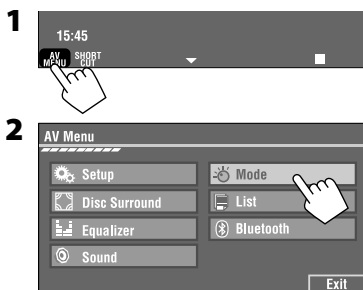 1
15:45
AV MENU SHORT CUT
2
AV Menu
Setup Mode
Disc Surround List
Equalizer Bluetooth
Sound
Exit